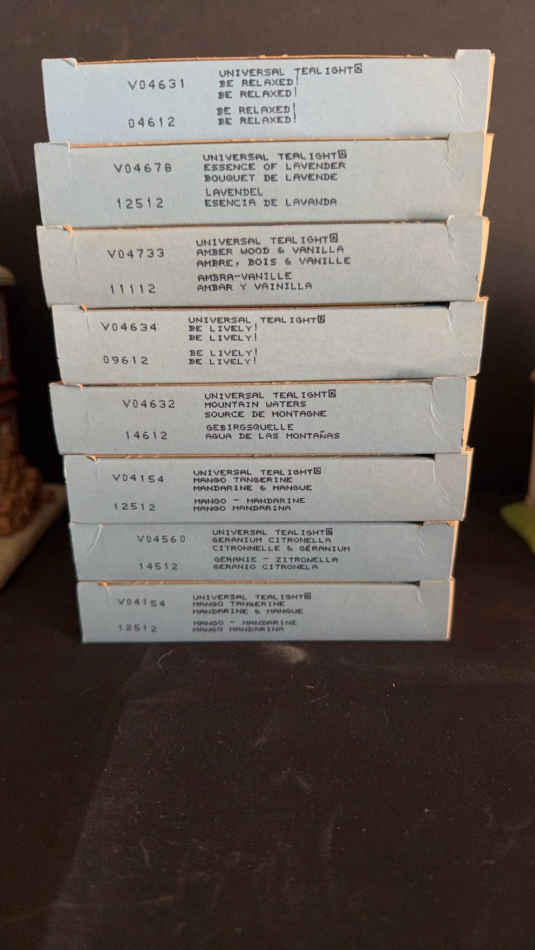 V04631
UNIVERSAL TEALIGHT
BE RELAXED!
BE RELAXED!
04612
BE RELAXED!
BE RELAXED!
V04678
UNIVERSAL TEALIGHT
ESSENCE OF LAVENDER
BOUQUET DE LAVENDE
12512
LAVENDEL
ESENCIA DE LAVANDA
V04733
UNIVERSAL TEALIGHT
AMBER WOOD & VANILLA
AMBRE, BOIS & VANILLE
11112
AMBRA-VANILLE
AMBAR Y VAINILLA
V04634
UNIVERSAL TEALIGHT
BE LIVELY!
BE LIVELY!
09612
BE LIVELY!
BE LIVELY!
V04632
UNIVERSAL TEALIGHT
MOUNTAIN WATERS
SOURCE DE MONTAGNE
14612
GEBIRGSQUELLE
AGUA DE LAS MONTAÑAS
V04154
UNIVERSAL TEALIGHT
MANGO TANGERINE
MANDARINE & MANGUE
12512
MANGO - MANDARINE
MANGO MANDARINA
V04560
UNIVERSAL TEALIGHT
GERANIUM CITRONELLA
CITRONNELLE & GÉRANIUM
14512
GERANIE - ZITRONELLA
GERANIO CITRONELA
V04154
UNIVERSAL TEALIGHT
MANGO TANGERINE
MANDARINE & MANGUE
12512
MANGO - MANDARINE
MANGO MANDARINA